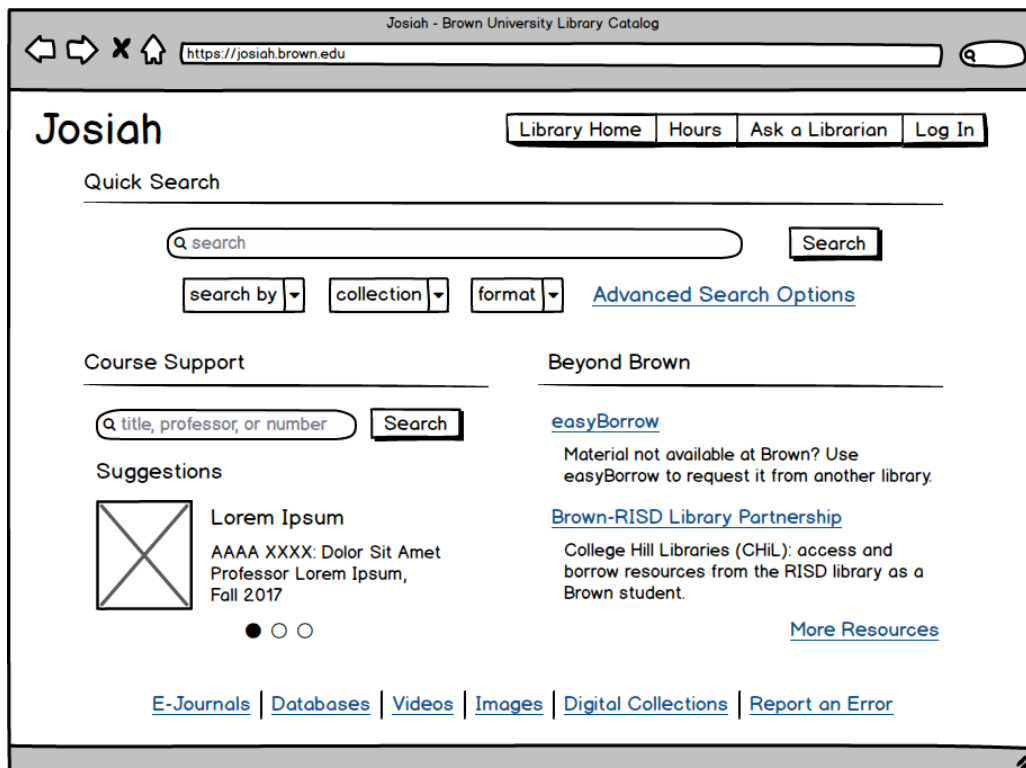 Josiah - Brown University Library Catalog
https://josiah.brown.edu
Josiah
Library Home Hours Ask a Librarian Log In
Quick Search
search Search
search by collection format Advanced Search Options
Course Support
title, professor, or number Search
Suggestions
Lorem Ipsum
AAAA XXXX: Dolor Sit Amet
Professor Lorem Ipsum,
Fall 2017
Beyond Brown
easyBorrow
Material not available at Brown? Use
easyBorrow to request it from another library.
Brown-RISD Library Partnership
College Hill Libraries (CHiL): access and
borrow resources from the RISD library as a
Brown student.
More Resources
E-Journals | Databases | Videos | Images | Digital Collections | Report an Error